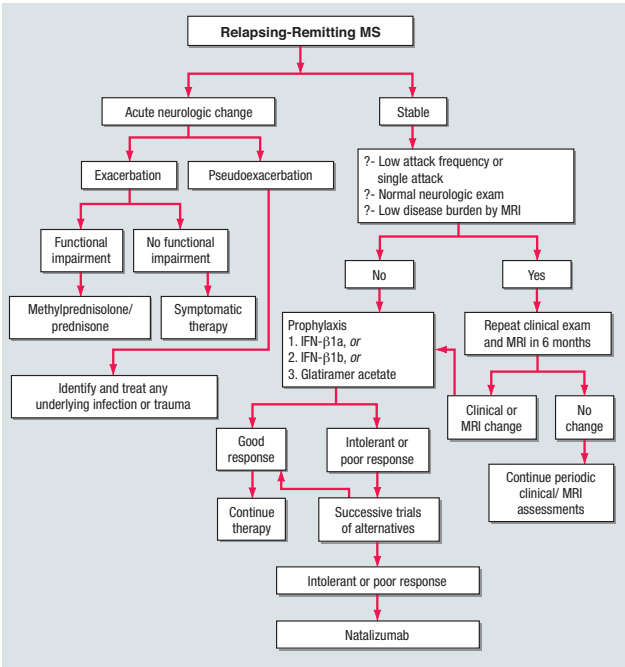 Relapsing-Remitting MS
Acute neurologic change
Stable
Exacerbation
Pseudoexacerbation
?- Low attack frequency or
single attack
?- Normal neurologic exam
?- Low disease burden by MRI
Functional
impairment
No functional
impairment
No
Yes
Methylprednisolone/
prednisone
Symptomatic
therapy
Prophylaxis
1. IFN-β1a, or
2. IFN-β1b, or
3. Glatiramer acetate
Repeat clinical exam
and MRI in 6 months
Identify and treat any
underlying infection or trauma
Clinical or
MRI change
No
change
Good
response
Intolerant or
poor response
Continue periodic
clinical/ MRI
assessments
Continue
therapy
Successive trials
of alternatives
Intolerant or poor response
Natalizumab